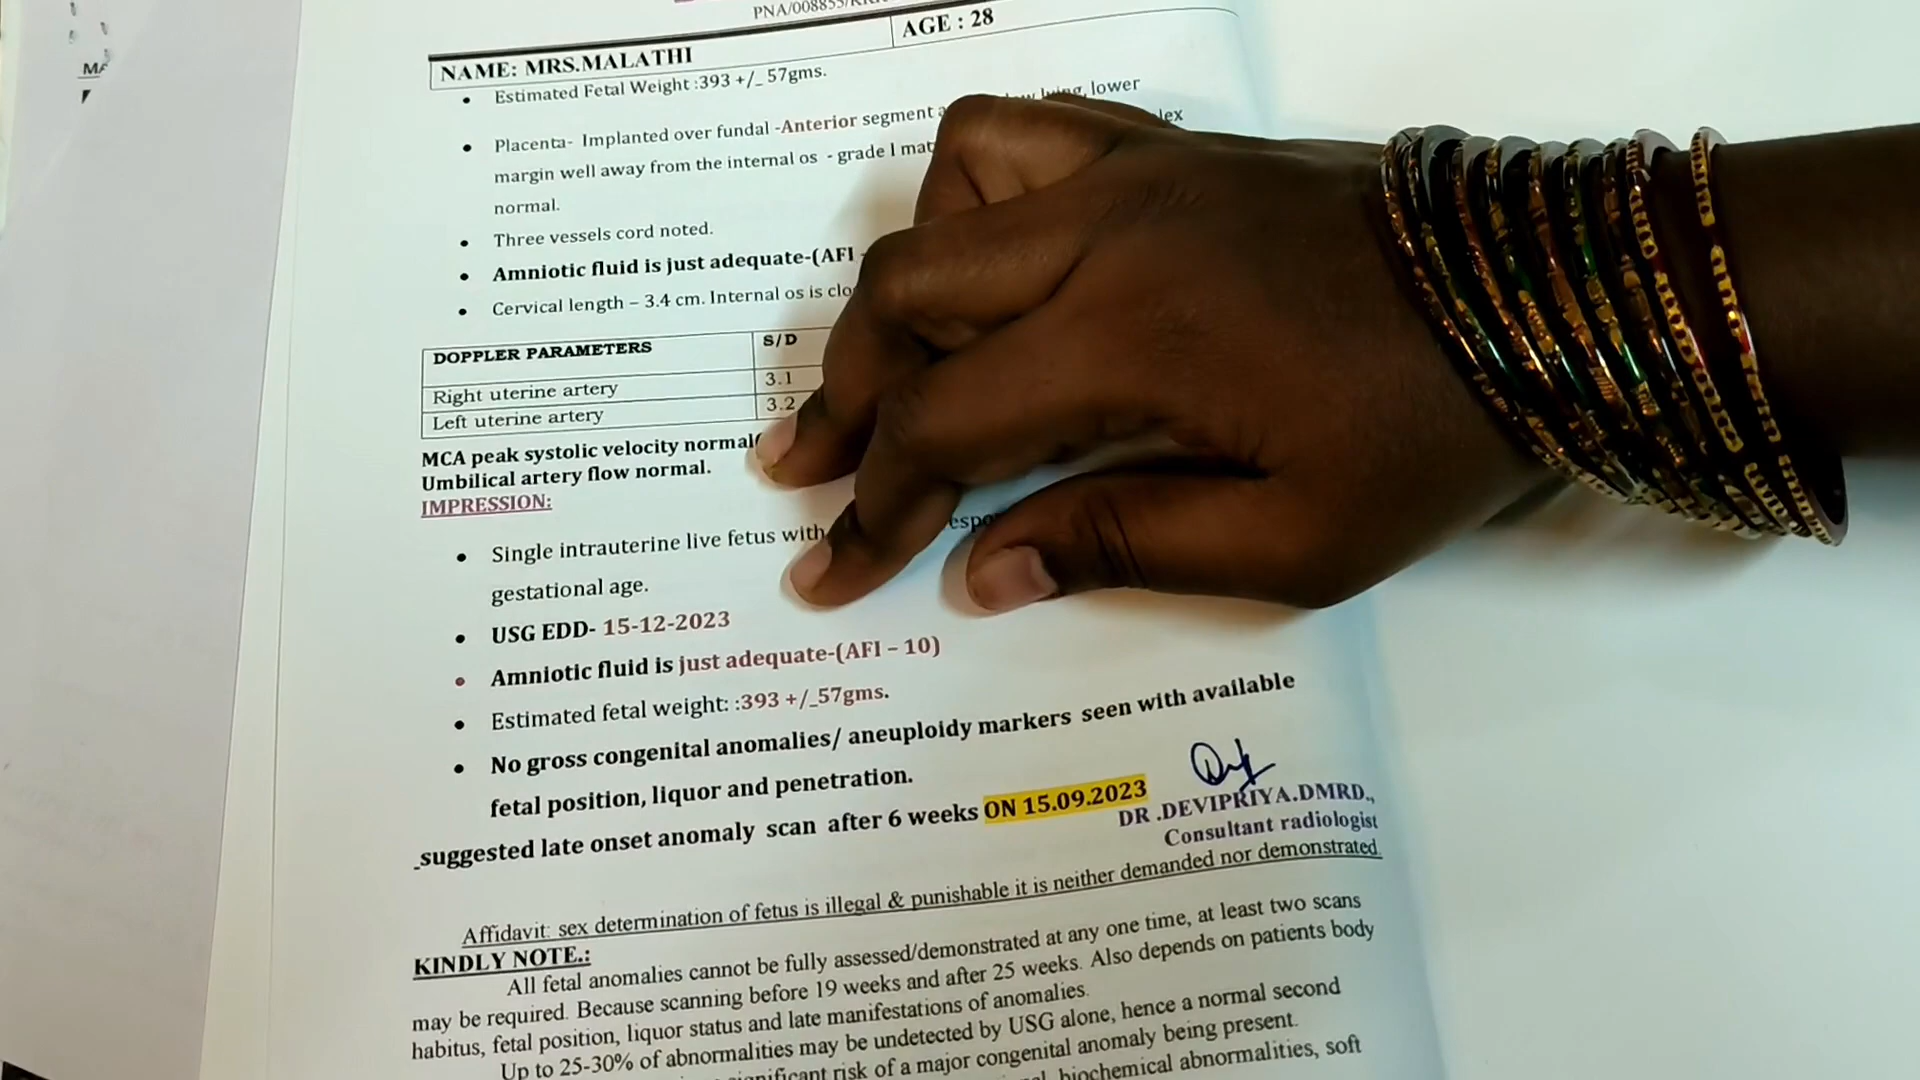 PNA/008855/
MA
NAME: MRS.MALATHI AGE : 28
• Estimated Fetal Weight :393 +/_ 57gms.
• Placenta- Implanted over fundal -Anterior segment lying, lower
margin well away from the internal os - grade I
normal.
• Three vessels cord noted.
• Amniotic fluid is just adequate-(AFI
• Cervical length – 3.4 cm. Internal os is
DOPPLER PARAMETERS S/D
Right uterine artery 3.1
Left uterine artery 3.2
MCA peak systolic velocity normal
Umbilical artery flow normal.
IMPRESSION:
• Single intrauterine live fetus with
gestational age.
• USG EDD- 15-12-2023
• Amniotic fluid is just adequate-(AFI – 10)
• Estimated fetal weight: :393 +/_57gms.
• No gross congenital anomalies/ aneuploidy markers seen with available
fetal position, liquor and penetration.
_suggested late onset anomaly scan after 6 weeks ON 15.09.2023
DR .DEVIPRIYA.DMRD.,
Consultant radiologist
Affidavit: sex determination of fetus is illegal & punishable it is neither demanded nor demonstrated
KINDLY NOTE.:
All fetal anomalies cannot be fully assessed/demonstrated at any one time, at least two scans
may be required. Because scanning before 19 weeks and after 25 weeks. Also depends on patients body
habitus, fetal position, liquor status and late manifestations of anomalies.
Up to 25-30% of abnormalities may be undetected by USG alone, hence a normal second
risk of a major congenital anomaly being present.
biochemical abnormalities, soft